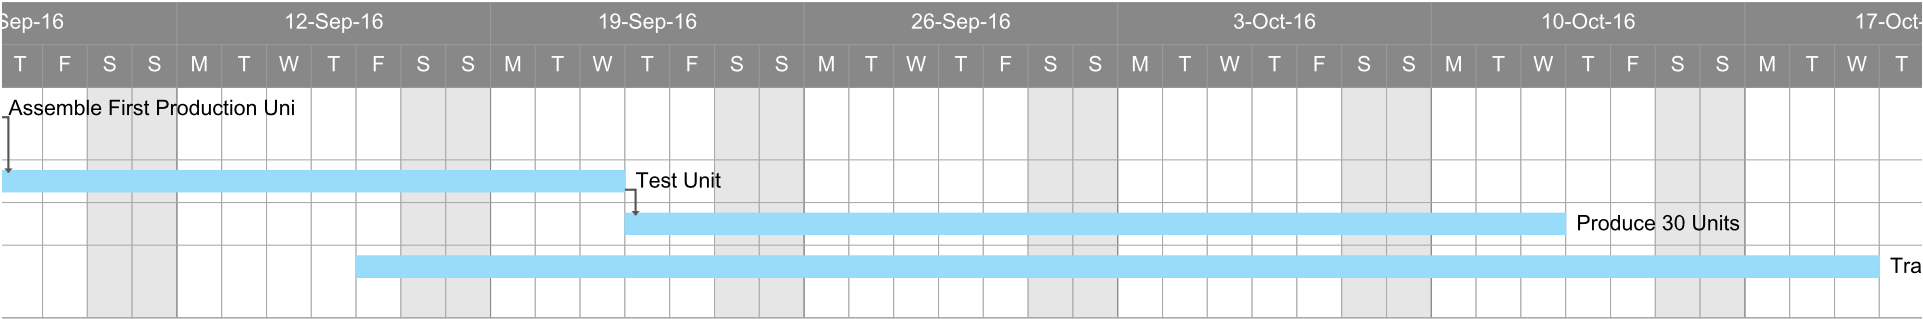 Sep-16 12-Sep-16 19-Sep-16 26-Sep-16 3-Oct-16 10-Oct-16 17-Oct-
T F S S M T W T F S S M T W T F S S M T W T F S S M T W T F S S M T W T F S S M T W T
Assemble First Production Uni
Test Unit
Produce 30 Units
Tra